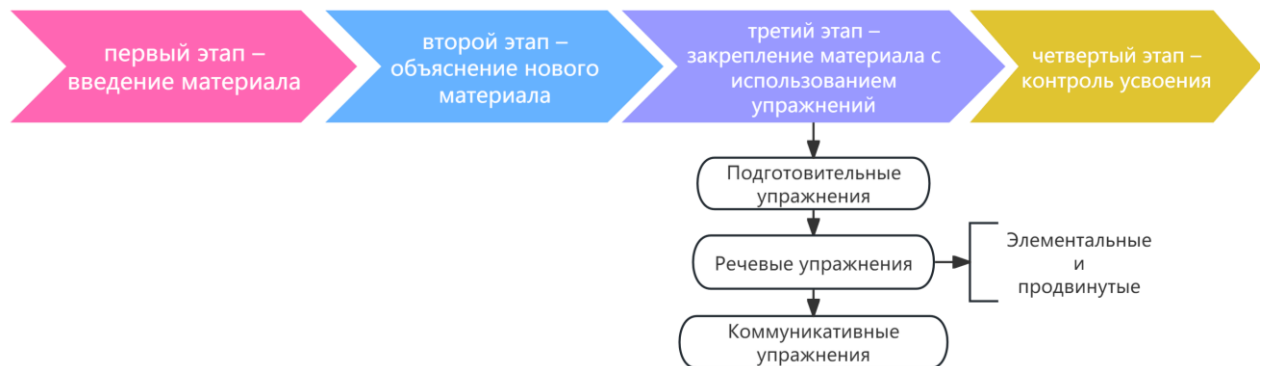 первый этап –
введение материала
второй этап –
объяснение нового
материала
третий этап –
закрепление материала с
использованием
упражнений
четвертый этап –
контроль усвоения
Подготовительные
упражнения
Речевые упражнения
Элементальные
и
продвинутые
Коммуникативные
упражнения